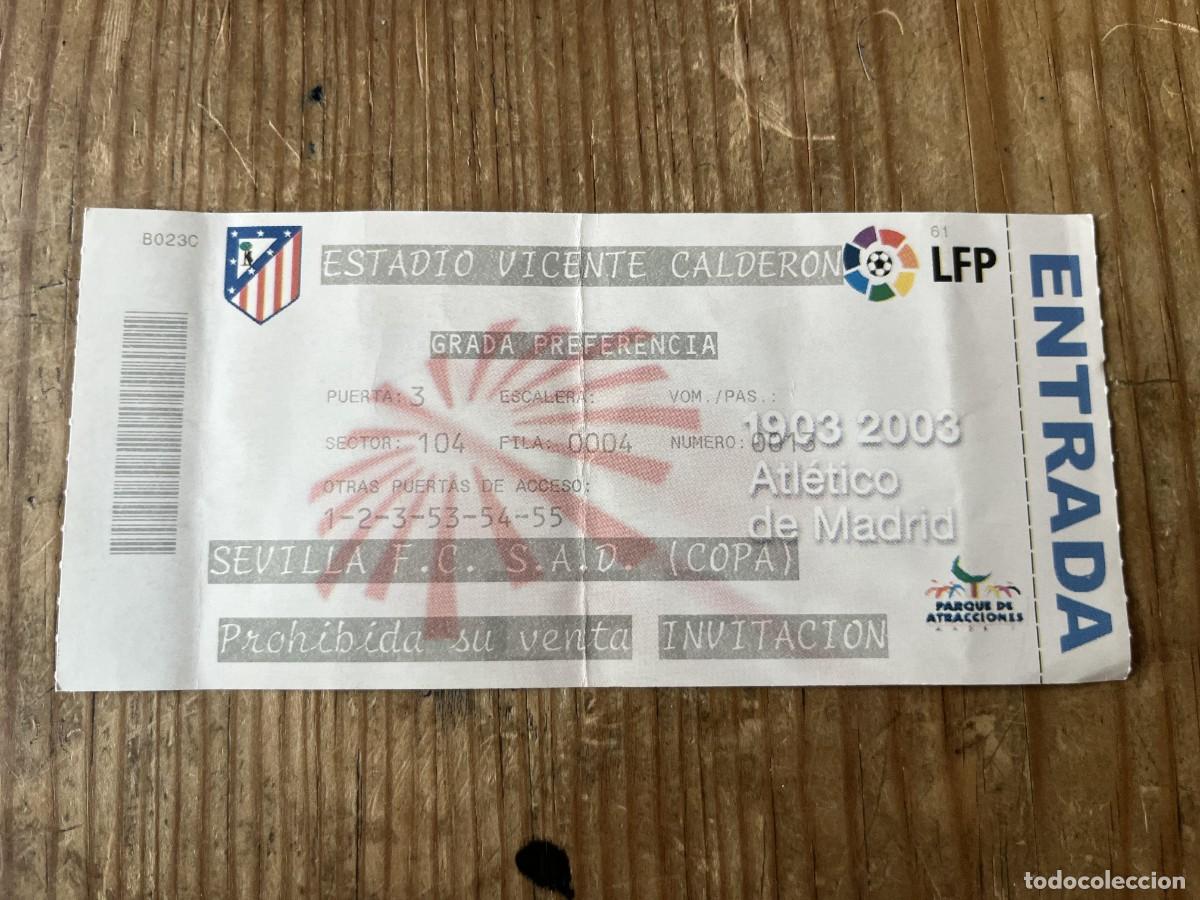 B023C
ESTADIO VICENTE CALDERON
61
LFP
GRADA PREFERENCIA
PUERTA: 3 ESCALERA: VOM./PAS.:
SECTOR: 104 FILA: 0004 NUMERO: 0015
1903 2003
Atlético
de Madrid
OTRAS PUERTAS DE ACCESO:
1-2-3-53-54-55
SEVILLA F.C. S.A.D. (COPA)
Prohibida su venta INVITACION
PARQUE DE
ATRACCIONES
ENTRADA
todocoleccion